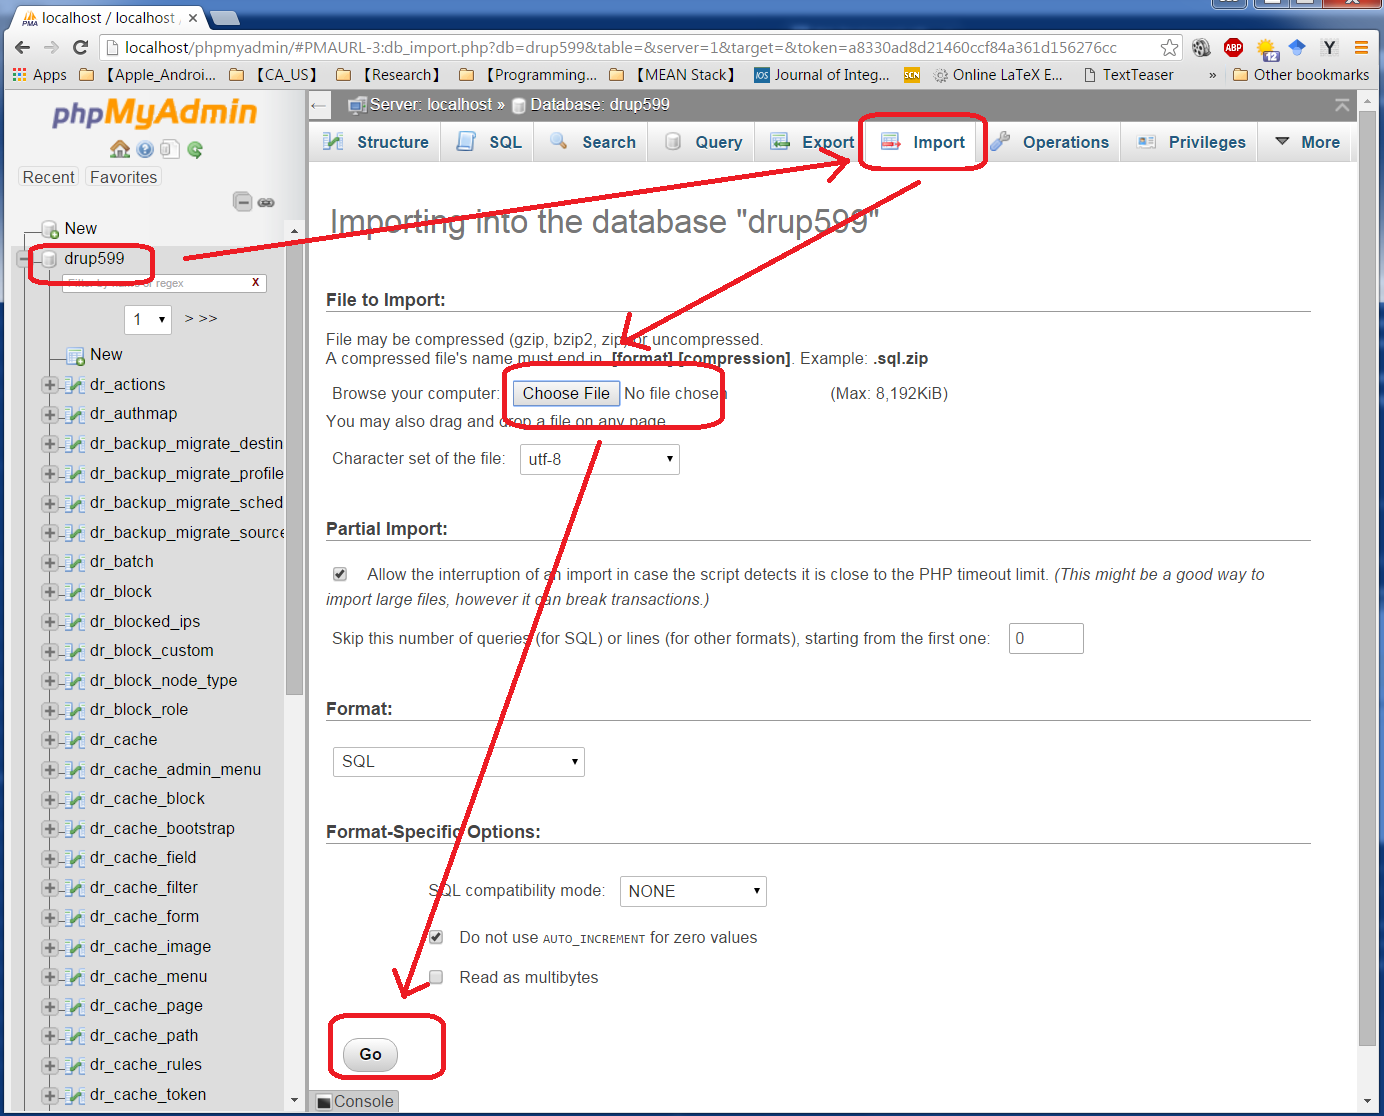 localhost / localhost /
localhost/phpmyadmin/#PMAURL-3:db_import.php?db=drup599&table=&server=1&target=&token=a8330ad8d21460ccf84a361d156276cc
ABP
12
Y
Apps
【Apple_Androi...
【CA_US】
【Research】
【Programming...
【MEAN Stack】
IOS Journal of Integ...
SCN
Online LaTeX E...
TextTeaser
»
Other bookmarks
phpMyAdmin
Recent
Favorites
New
drup599
Filter by name or regex
X
1
> >>
New
dr_actions
dr_authmap
dr_backup_migrate_destin
dr_backup_migrate_profile
dr_backup_migrate_sched
dr_backup_migrate_source
dr_batch
dr_block
dr_blocked_ips
dr_block_custom
dr_block_node_type
dr_block_role
dr_cache
dr_cache_admin_menu
dr_cache_block
dr_cache_bootstrap
dr_cache_field
dr_cache_filter
dr_cache_form
dr_cache_image
dr_cache_menu
dr_cache_page
dr_cache_path
dr_cache_rules
dr_cache_token
Server: localhost » Database: drup599
Structure
SQL
Search
Query
Export
Import
Operations
Privileges
More
Importing into the database "drup599"
File to Import:
File may be compressed (gzip, bzip2, zip) or uncompressed.
A compressed file's name must end in .[format].[compression]. Example: .sql.zip
Browse your computer: Choose File No file chosen (Max: 8,192KiB)
You may also drag and drop a file on any page.
Character set of the file: utf-8
Partial Import:
Allow the interruption of an import in case the script detects it is close to the PHP timeout limit. (This might be a good way to
import large files, however it can break transactions.)
Skip this number of queries (for SQL) or lines (for other formats), starting from the first one: 0
Format:
SQL
Format-Specific Options:
SQL compatibility mode: NONE
Do not use AUTO_INCREMENT for zero values
Read as multibytes
Go
Console